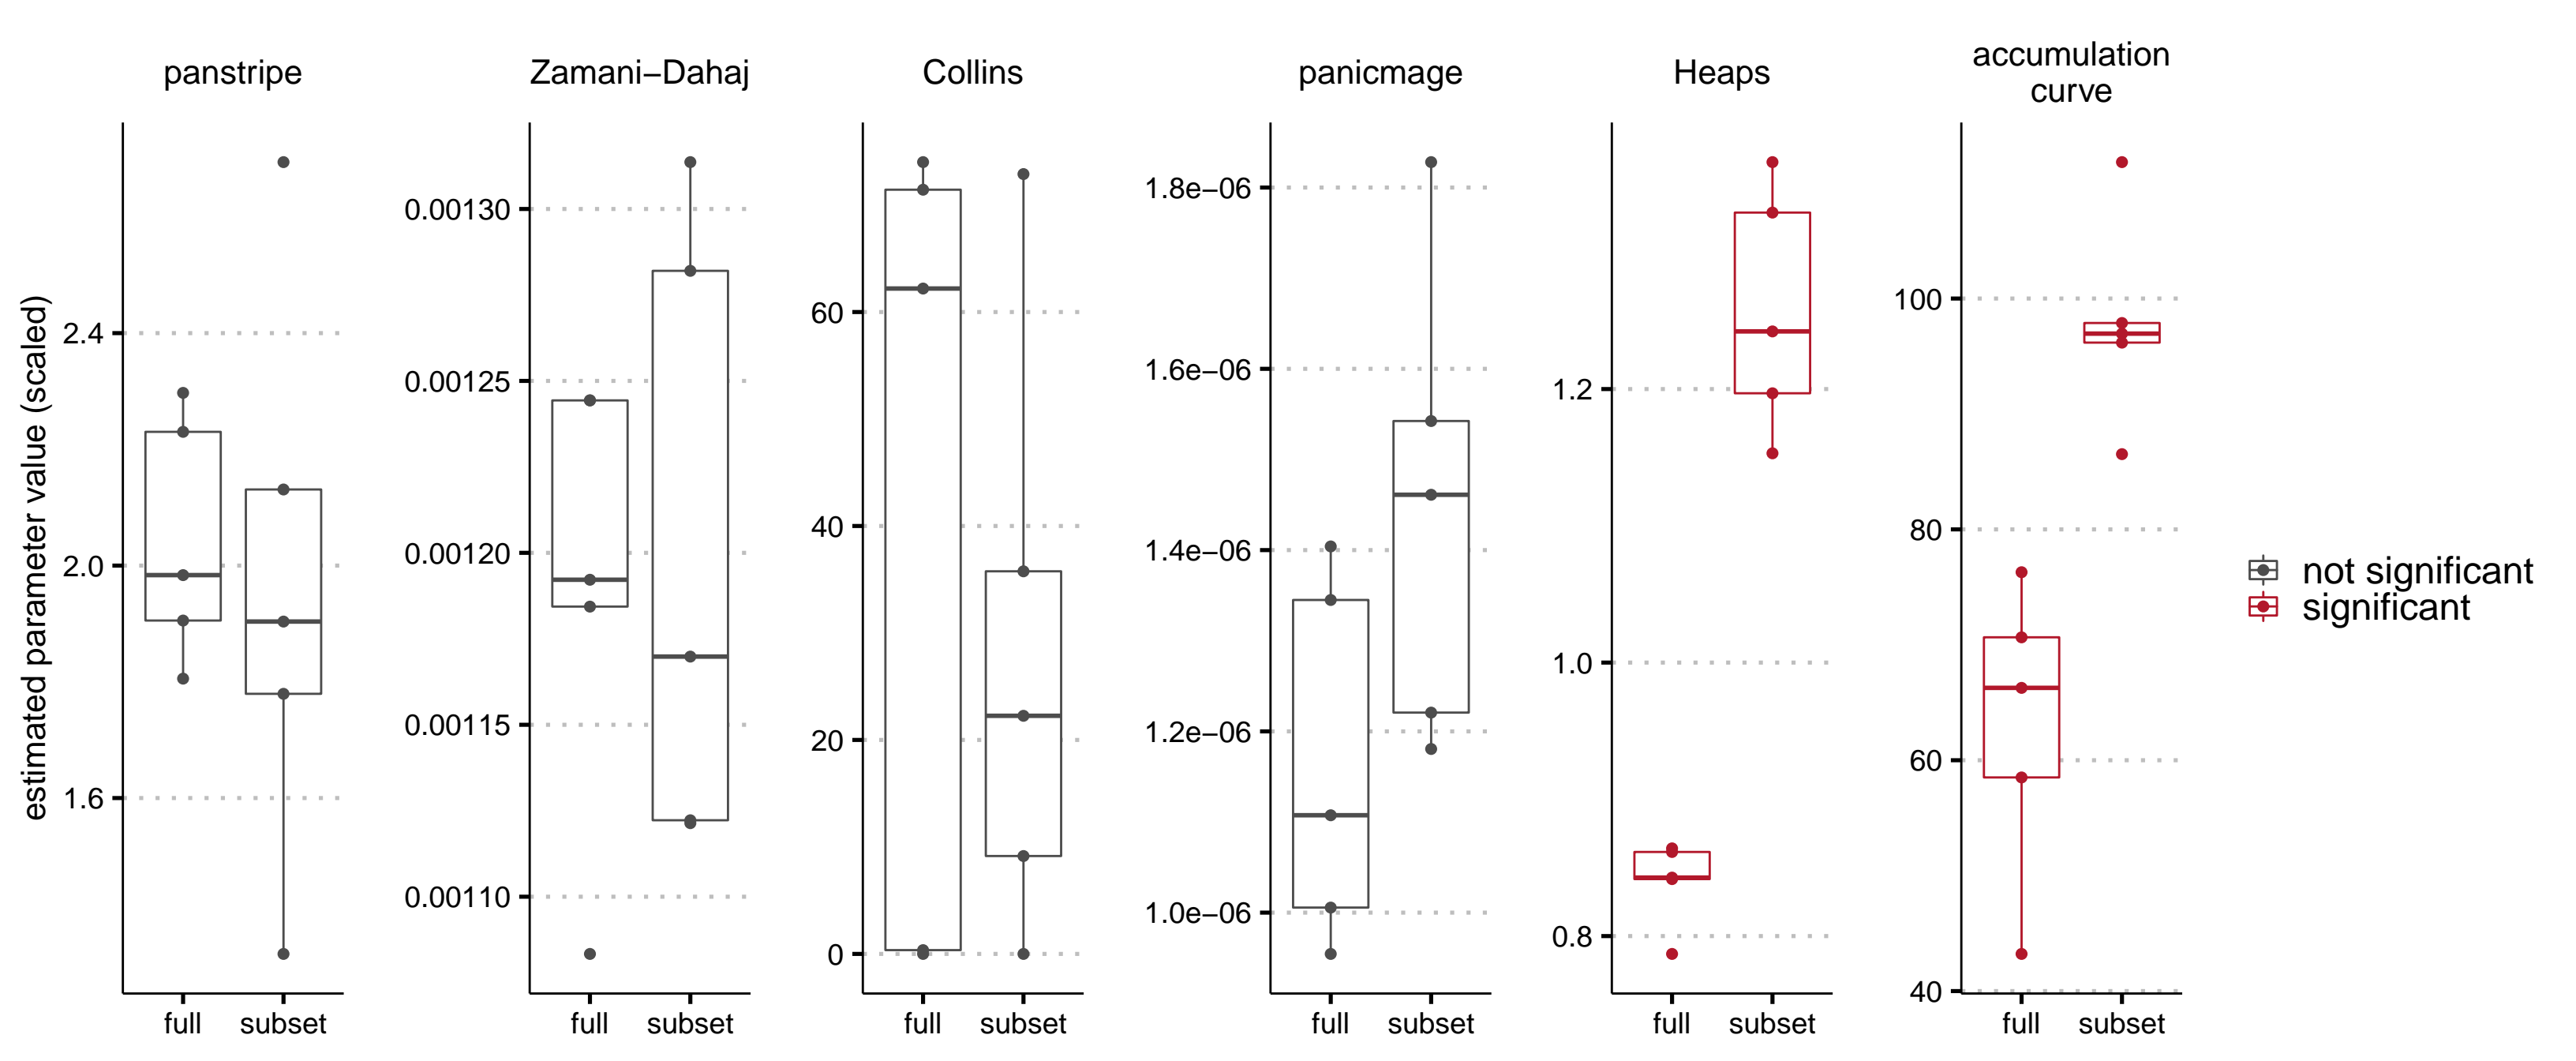 panstripe
Zamani−Dahaj
Collins
panicmage
Heaps
accumulation
curve
estimated parameter value (scaled)
2.4
2.0
1.6
full
subset
0.00130
0.00125
0.00120
0.00115
0.00110
full
subset
60
40
20
0
full
subset
1.8e−06
1.6e−06
1.4e−06
1.2e−06
1.0e−06
full
subset
1.2
1.0
0.8
full
subset
100
80
60
40
full
subset
not significant
significant